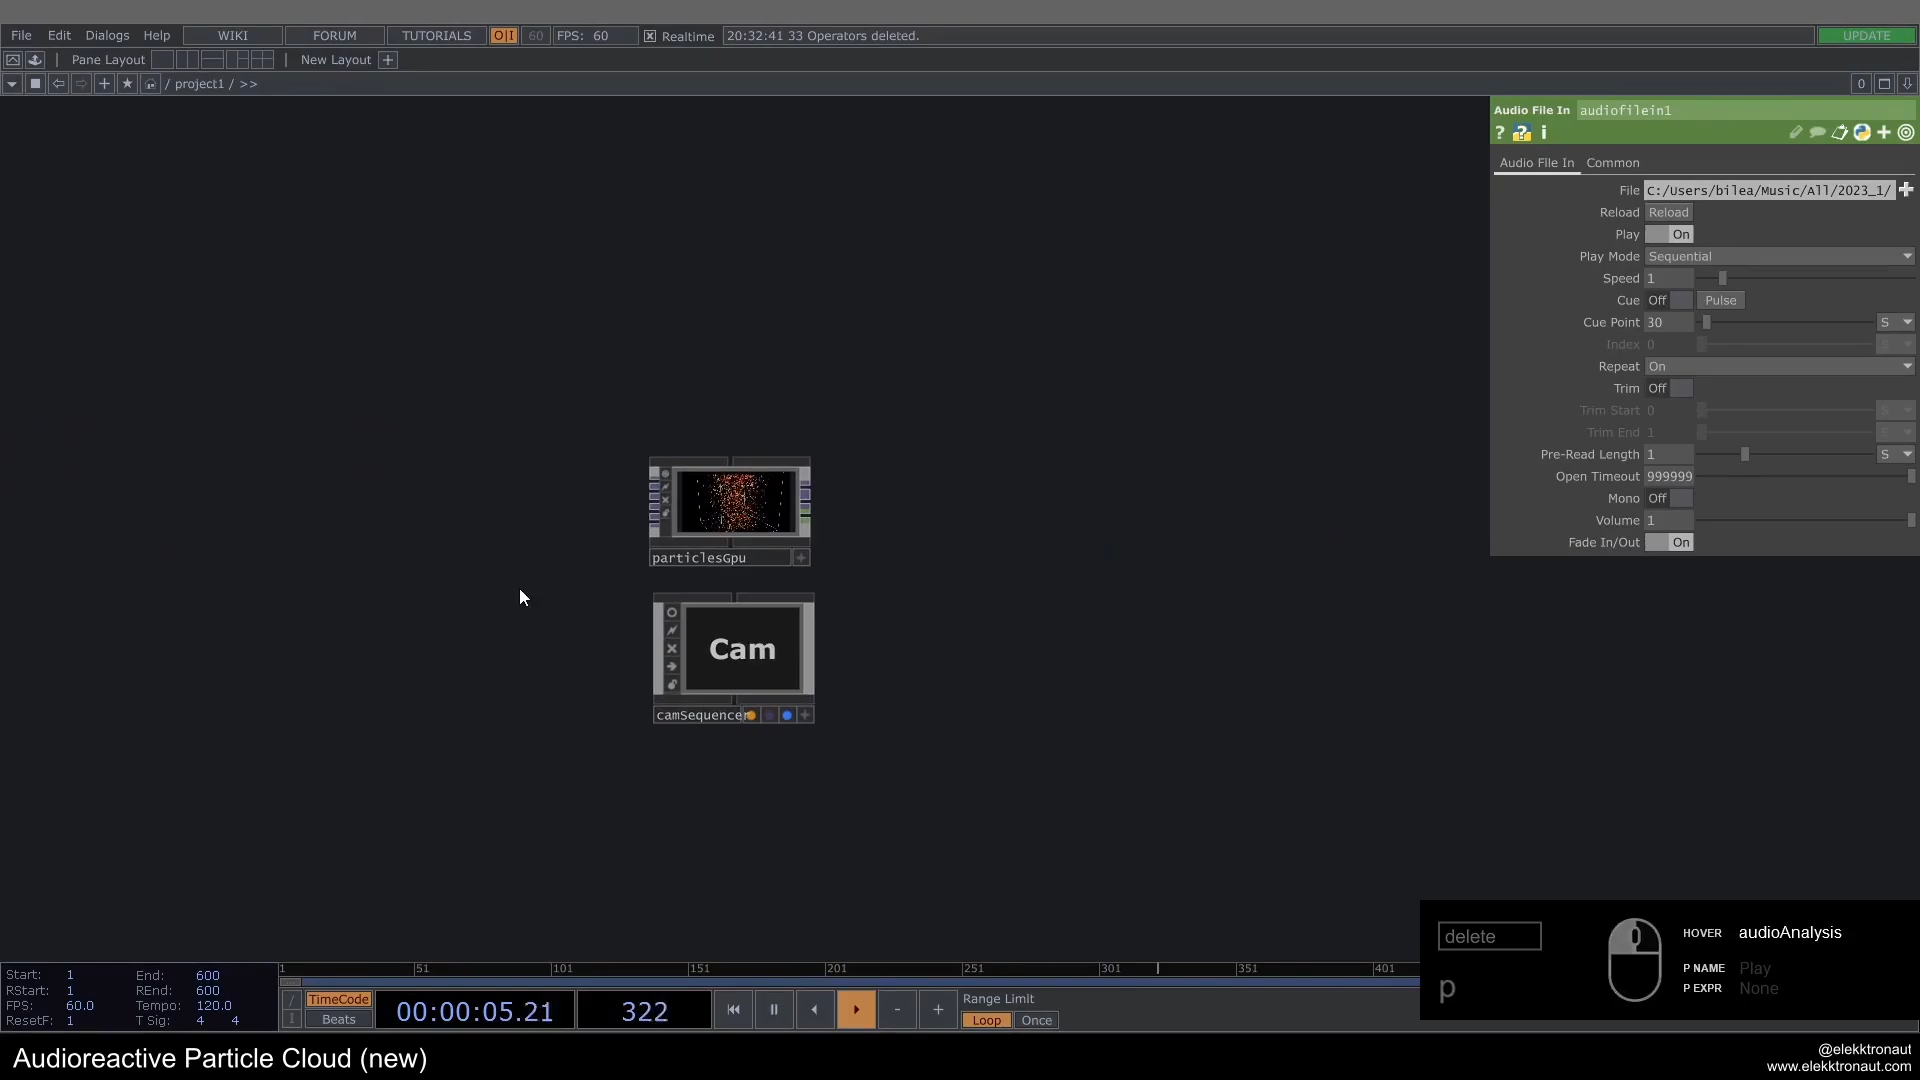 File Edit Dialogs Help WIKI FORUM TUTORIALS O|I 60 FPS: 60 Realtime 20:32:41 33 Operators deleted. UPDATE
Pane Layout New Layout +
/ project1 / >> 0
Audio File In audiofilein1
? ? i
Audio File In Common
File C:/Users/bilea/Music/All/2023_1/
Reload Reload
Play On
Play Mode Sequential
Speed 1
Cue Off Pulse
Cue Point 30 S
Index 0 S
Repeat On
Trim Off
Trim Start 0 S
Trim End 1 S
Pre-Read Length 1 S
Open Timeout 999999
Mono Off
Volume 1
Fade In/Out On
particlesGpu
Cam
camSequencer
delete
p
HOVER audioAnalysis
P NAME Play
P EXPR None
1 51 101 151 201 251 301 351 401
Start: 1 End: 600
RStart: 1 REnd: 600
FPS: 60.0 Tempo: 120.0
ResetF: 1 T Sig: 4 4
TimeCode
Beats
00:00:05.21 322
- +
Range Limit
Loop Once
Audioreactive Particle Cloud (new)
@elekktronaut
www.elekktronaut.com